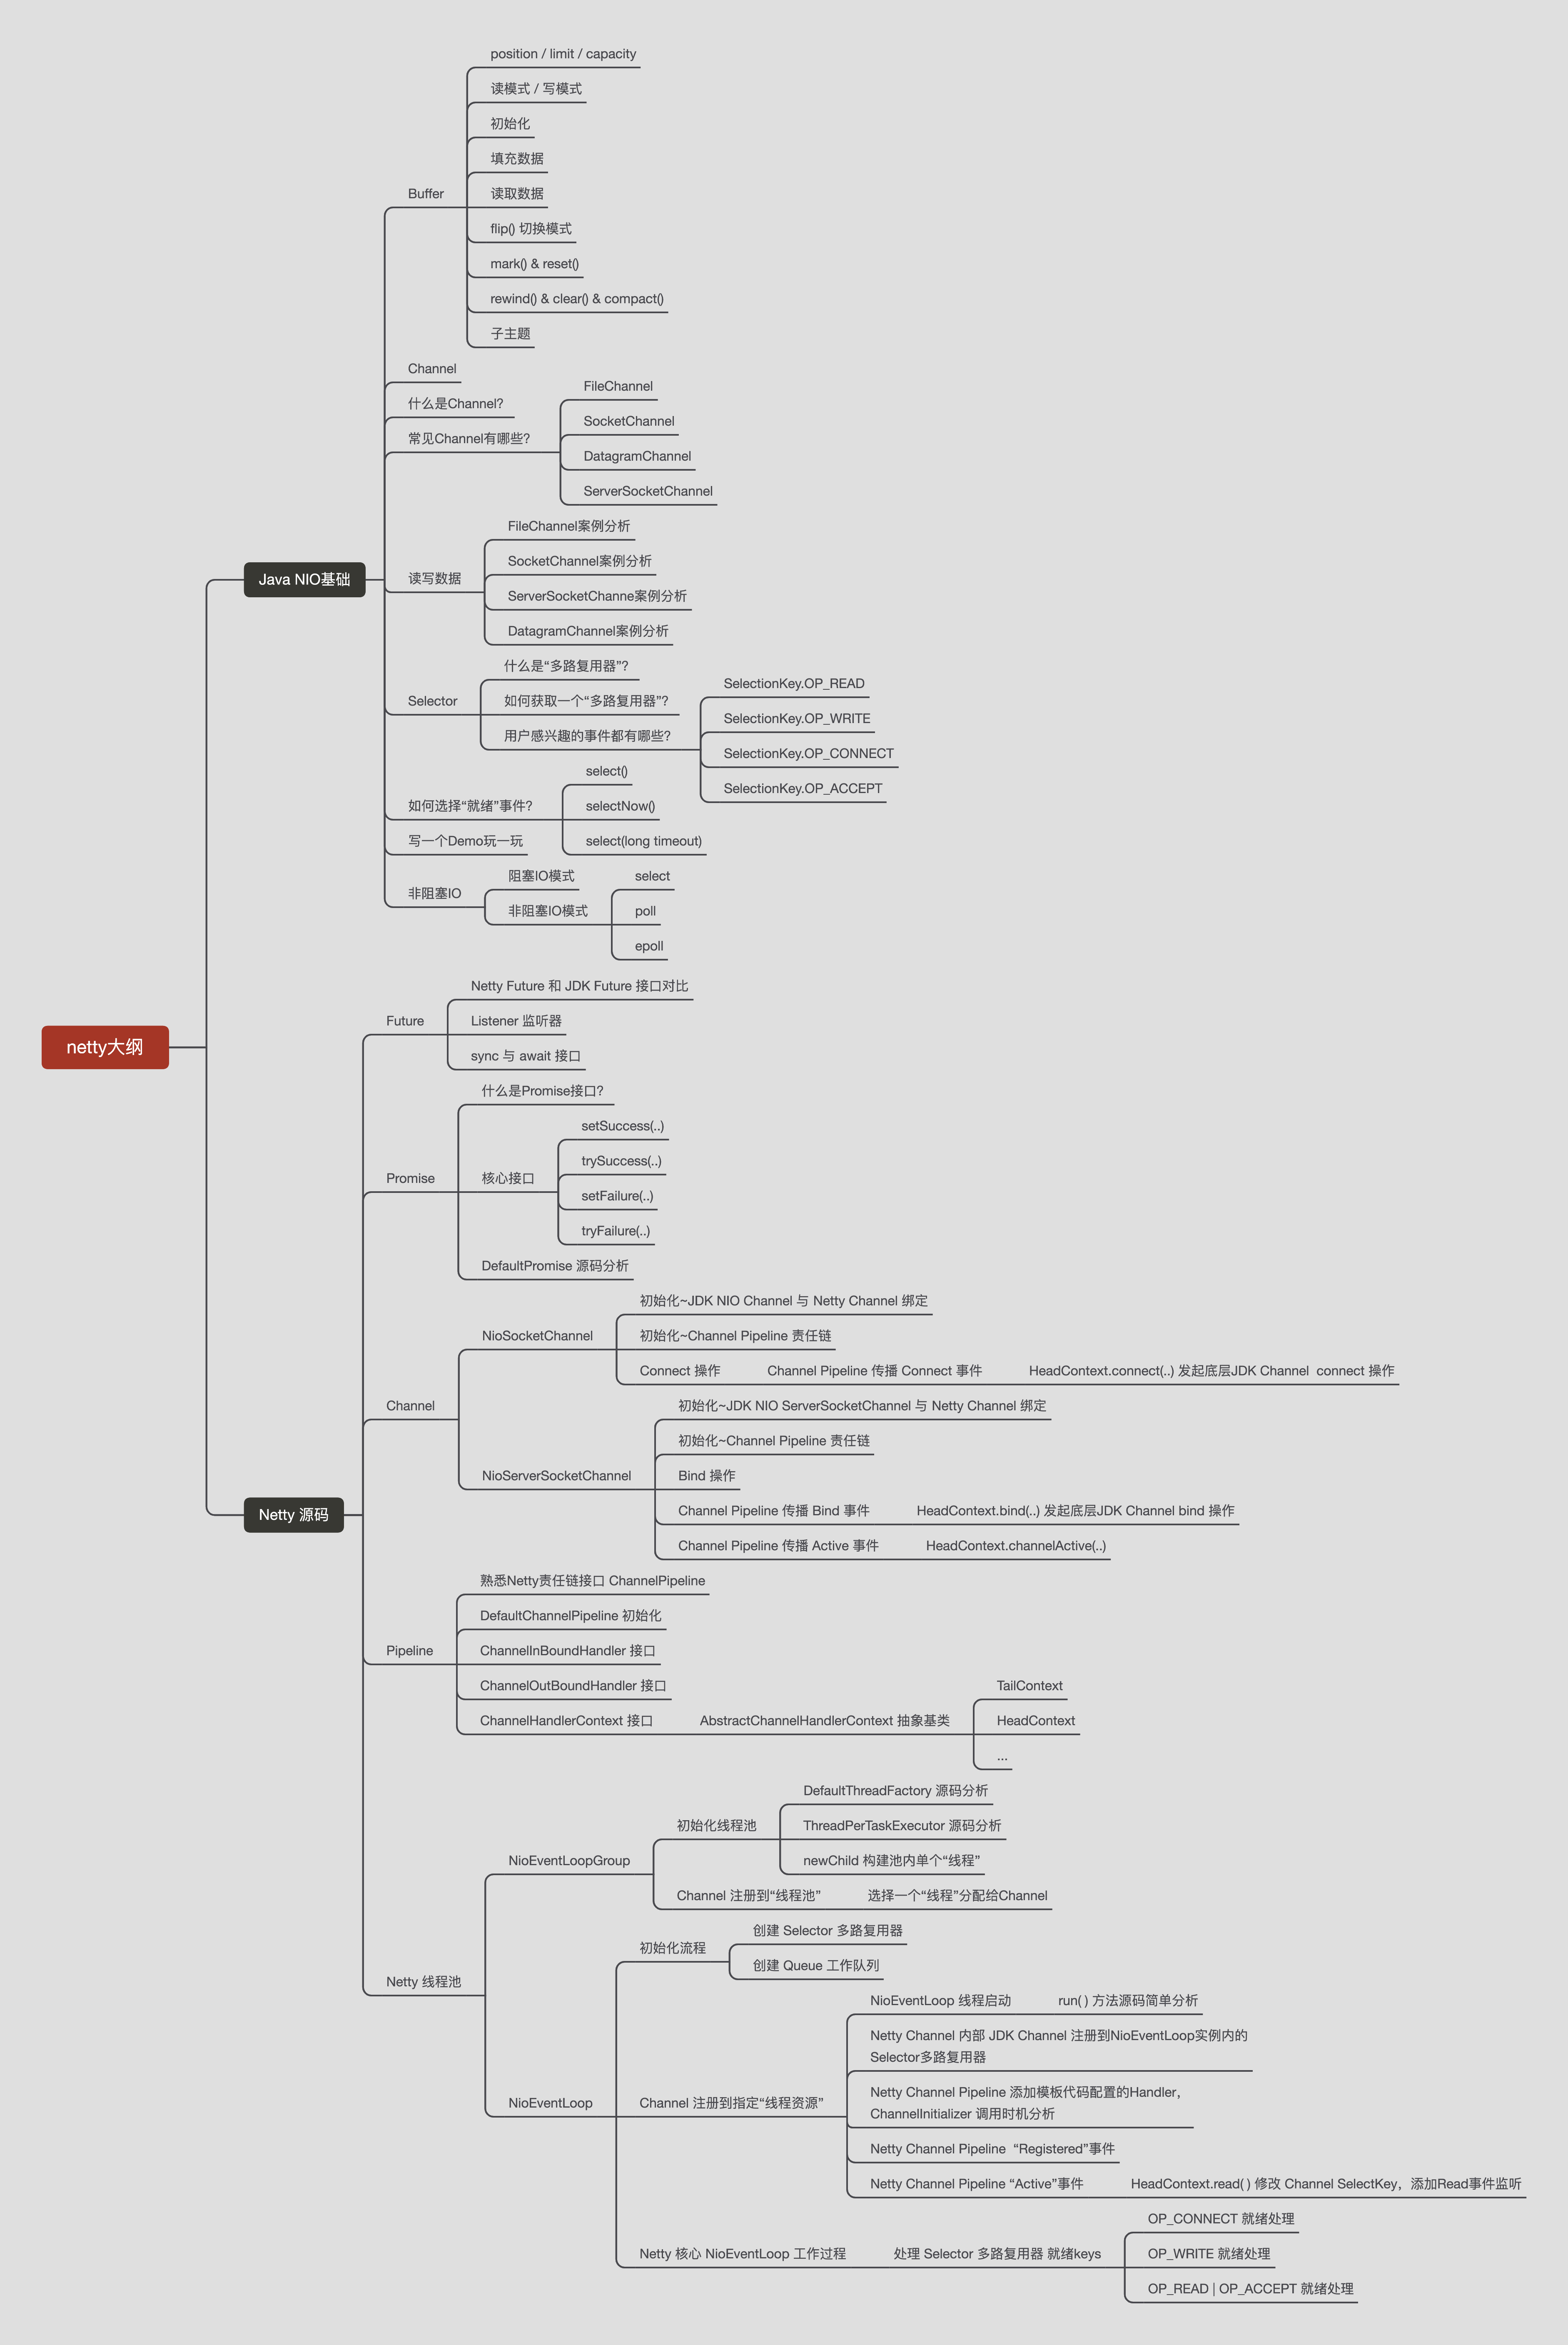 position / limit / capacity
读模式 / 写模式
初始化
填充数据
Buffer
读取数据
flip() 切换模式
mark() & reset()
rewind() & clear() & compact()
子主题
Channel
什么是Channel?
常见Channel有哪些?
FileChannel
SocketChannel
DatagramChannel
ServerSocketChannel
Java NIO基础
读写数据
FileChannel案例分析
SocketChannel案例分析
ServerSocketChanne案例分析
DatagramChannel案例分析
Selector
什么是“多路复用器”?
如何获取一个“多路复用器”?
用户感兴趣的事件都有哪些?
SelectionKey.OP_READ
SelectionKey.OP_WRITE
SelectionKey.OP_CONNECT
SelectionKey.OP_ACCEPT
如何选择“就绪”事件?
select()
selectNow()
select(long timeout)
写一个Demo玩一玩
非阻塞IO
阻塞IO模式
非阻塞IO模式
select
poll
epoll
netty大纲
Future
Netty Future 和 JDK Future 接口对比
Listener 监听器
sync 与 await 接口
Promise
什么是Promise接口?
核心接口
setSuccess(..)
trySuccess(..)
setFailure(..)
tryFailure(..)
DefaultPromise 源码分析
Netty 源码
Channel
NioSocketChannel
初始化~JDK NIO Channel 与 Netty Channel 绑定
初始化~Channel Pipeline 责任链
Connect 操作
Channel Pipeline 传播 Connect 事件
HeadContext.connect(..) 发起底层JDK Channel  connect 操作
NioServerSocketChannel
初始化~JDK NIO ServerSocketChannel 与 Netty Channel 绑定
初始化~Channel Pipeline 责任链
Bind 操作
Channel Pipeline 传播 Bind 事件
HeadContext.bind(..) 发起底层JDK Channel bind 操作
Channel Pipeline 传播 Active 事件
HeadContext.channelActive(..)
Pipeline
熟悉Netty责任链接口 ChannelPipeline
DefaultChannelPipeline 初始化
ChannelInBoundHandler 接口
ChannelOutBoundHandler 接口
ChannelHandlerContext 接口
AbstractChannelHandlerContext 抽象基类
TailContext
HeadContext
...
Netty 线程池
NioEventLoopGroup
初始化线程池
DefaultThreadFactory 源码分析
ThreadPerTaskExecutor 源码分析
newChild 构建池内单个“线程”
Channel 注册到“线程池”
选择一个“线程”分配给Channel
NioEventLoop
初始化流程
创建 Selector 多路复用器
创建 Queue 工作队列
Channel 注册到指定“线程资源”
NioEventLoop 线程启动
run( ) 方法源码简单分析
Netty Channel 内部 JDK Channel 注册到NioEventLoop实例内的
Selector多路复用器
Netty Channel Pipeline 添加模板代码配置的Handler，
ChannelInitializer 调用时机分析
Netty Channel Pipeline  “Registered”事件
Netty Channel Pipeline “Active”事件
HeadContext.read( ) 修改 Channel SelectKey，添加Read事件监听
Netty 核心 NioEventLoop 工作过程
处理 Selector 多路复用器 就绪keys
OP_CONNECT 就绪处理
OP_WRITE 就绪处理
OP_READ | OP_ACCEPT 就绪处理